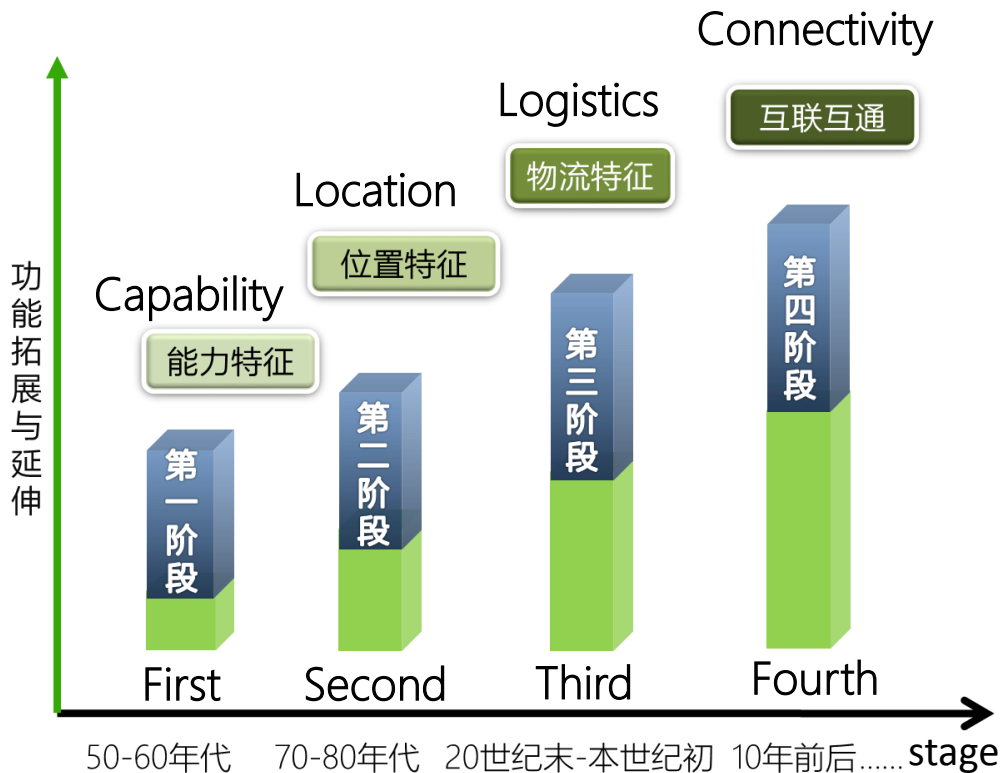 Connectivity
互联互通
Logistics
物流特征
Location
位置特征
Capability
能力特征
功能拓展与延伸
第一阶段
第二阶段
第三阶段
第四阶段
First
Second
Third
Fourth
50-60年代
70-80年代
20世纪末-本世纪初
10年前后......
stage